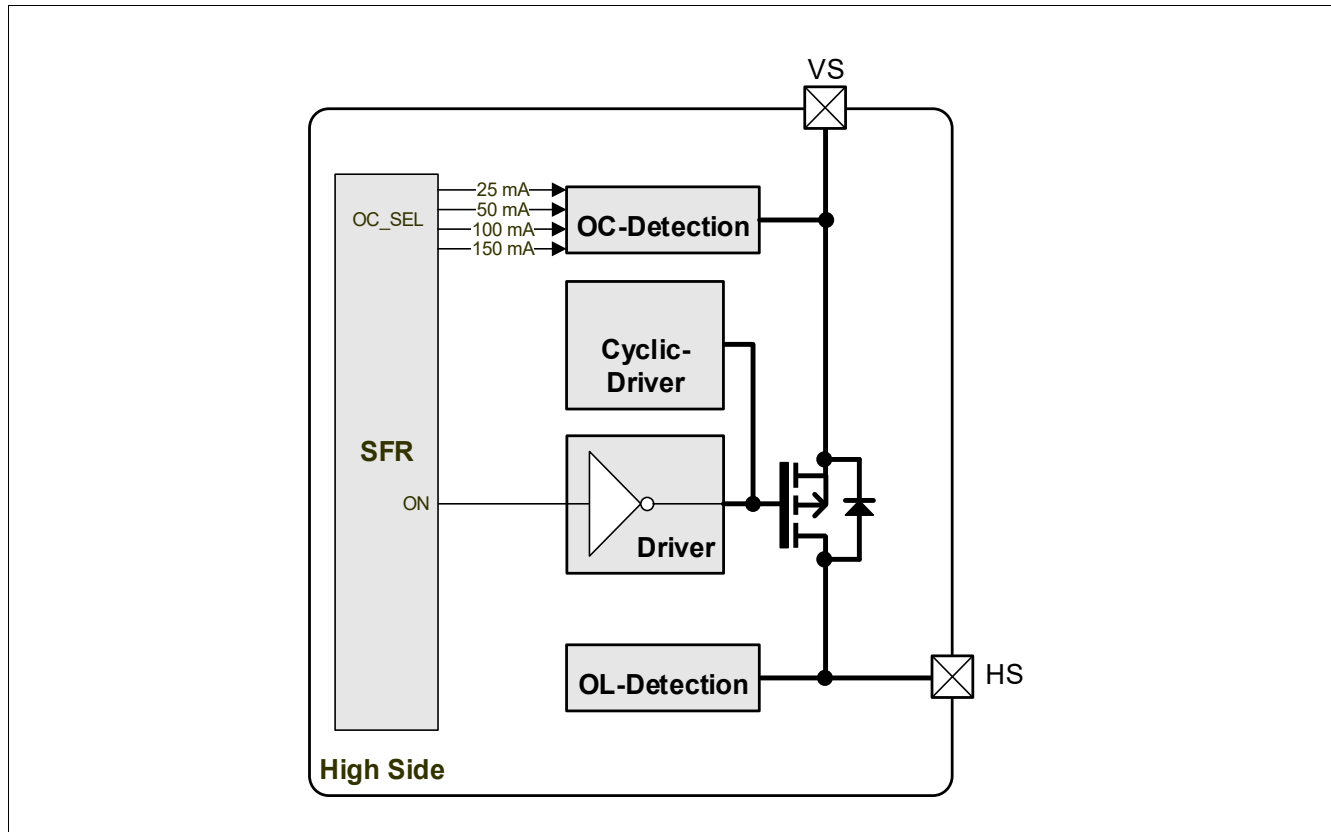 VS
25 mA
50 mA
100 mA
150 mA
OC_SEL
OC-Detection
Cyclic-
Driver
SFR
ON
Driver
OL-Detection
HS
High Side